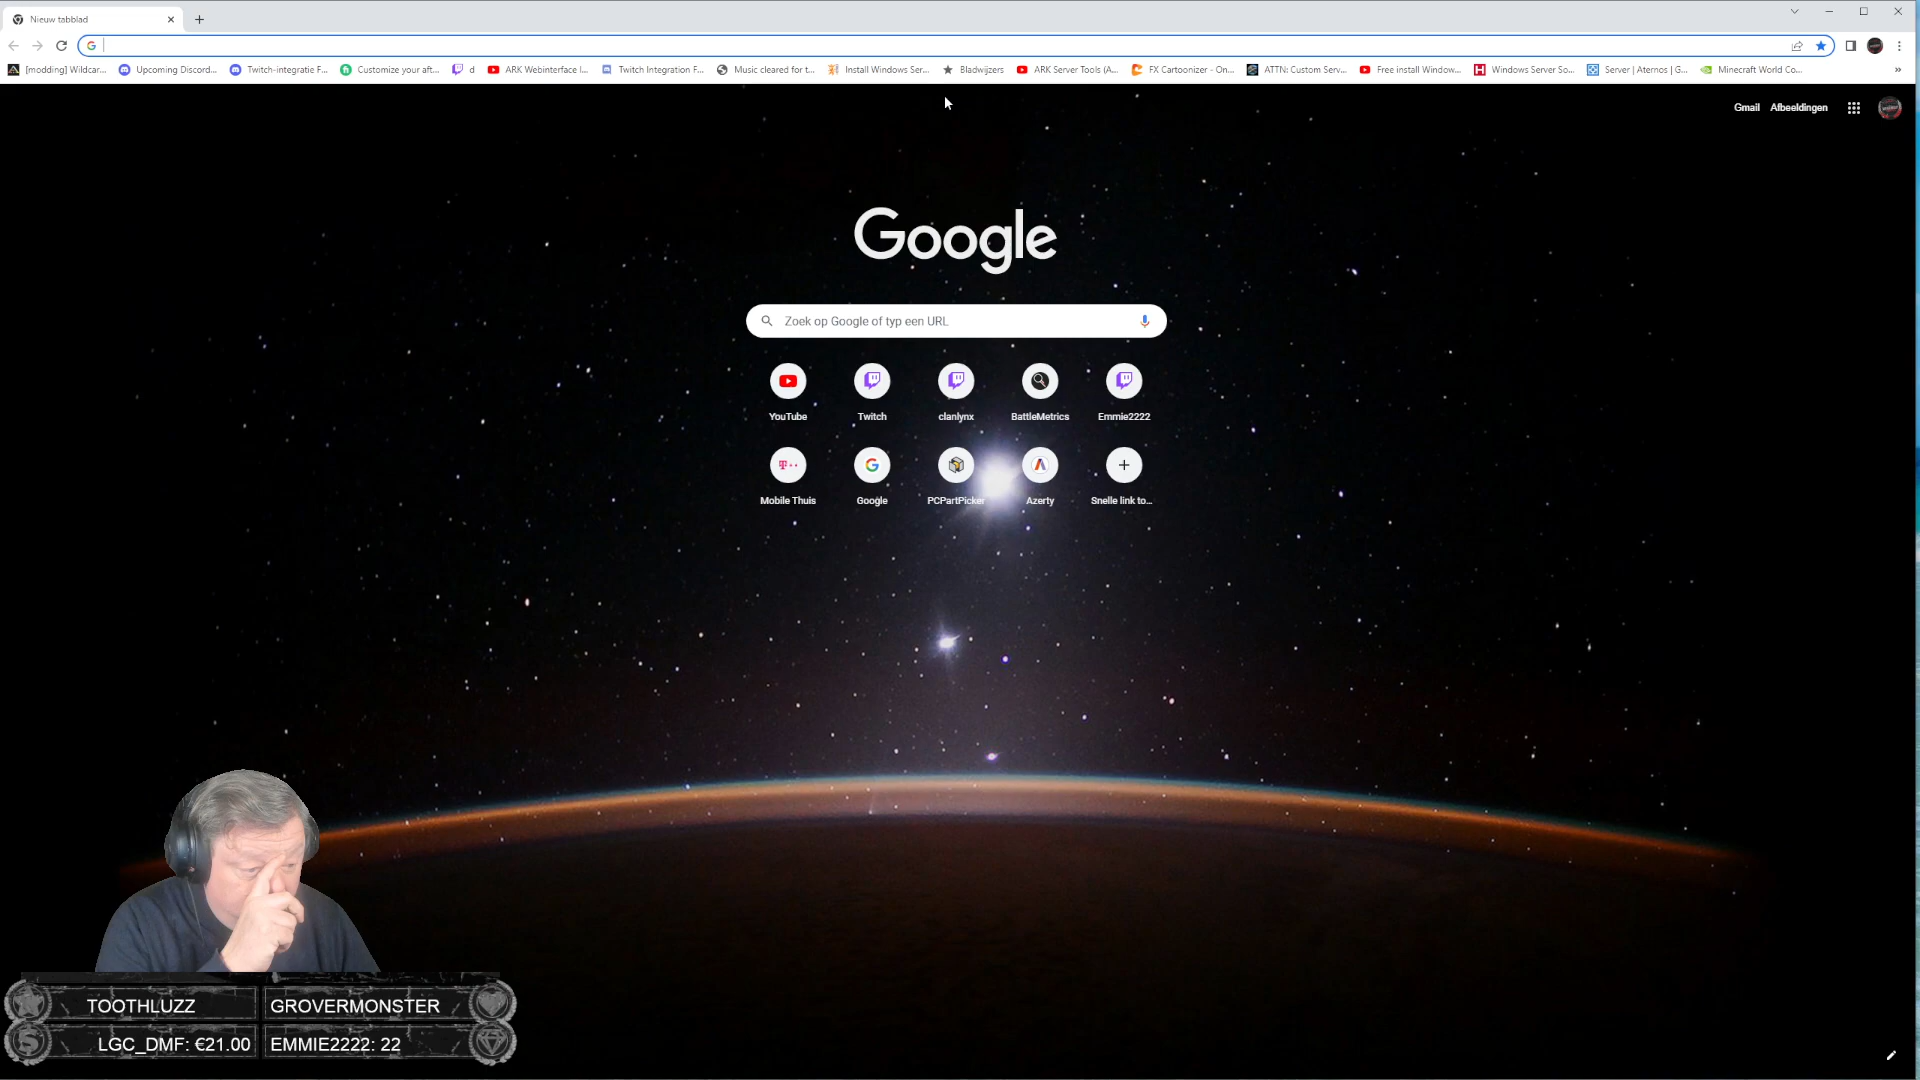 Nieuw tabblad
[modding] Wildcar... Upcoming Discord... Twitch-integratie F... Customize your aft... d ARK Webinterface I... Twitch Integration F... Music cleared for t... Install Windows Ser... Bladwijzers ARK Server Tools (A... FX Cartoonizer - On... ATTN: Custom Serv... Free install Window... Windows Server So... Server | Aternos | G... Minecraft World Co...
Gmail Afbeeldingen
Google
Zoek op Google of typ een URL
YouTube Twitch clanlynx BattleMetrics Emmie2222
Mobile Thuis Google PCPartPicker Azerty Snelle link to...
TOOTHLUZZ GROVERMONSTER
LGC_DMF: €21.00 EMMIE2222: 22